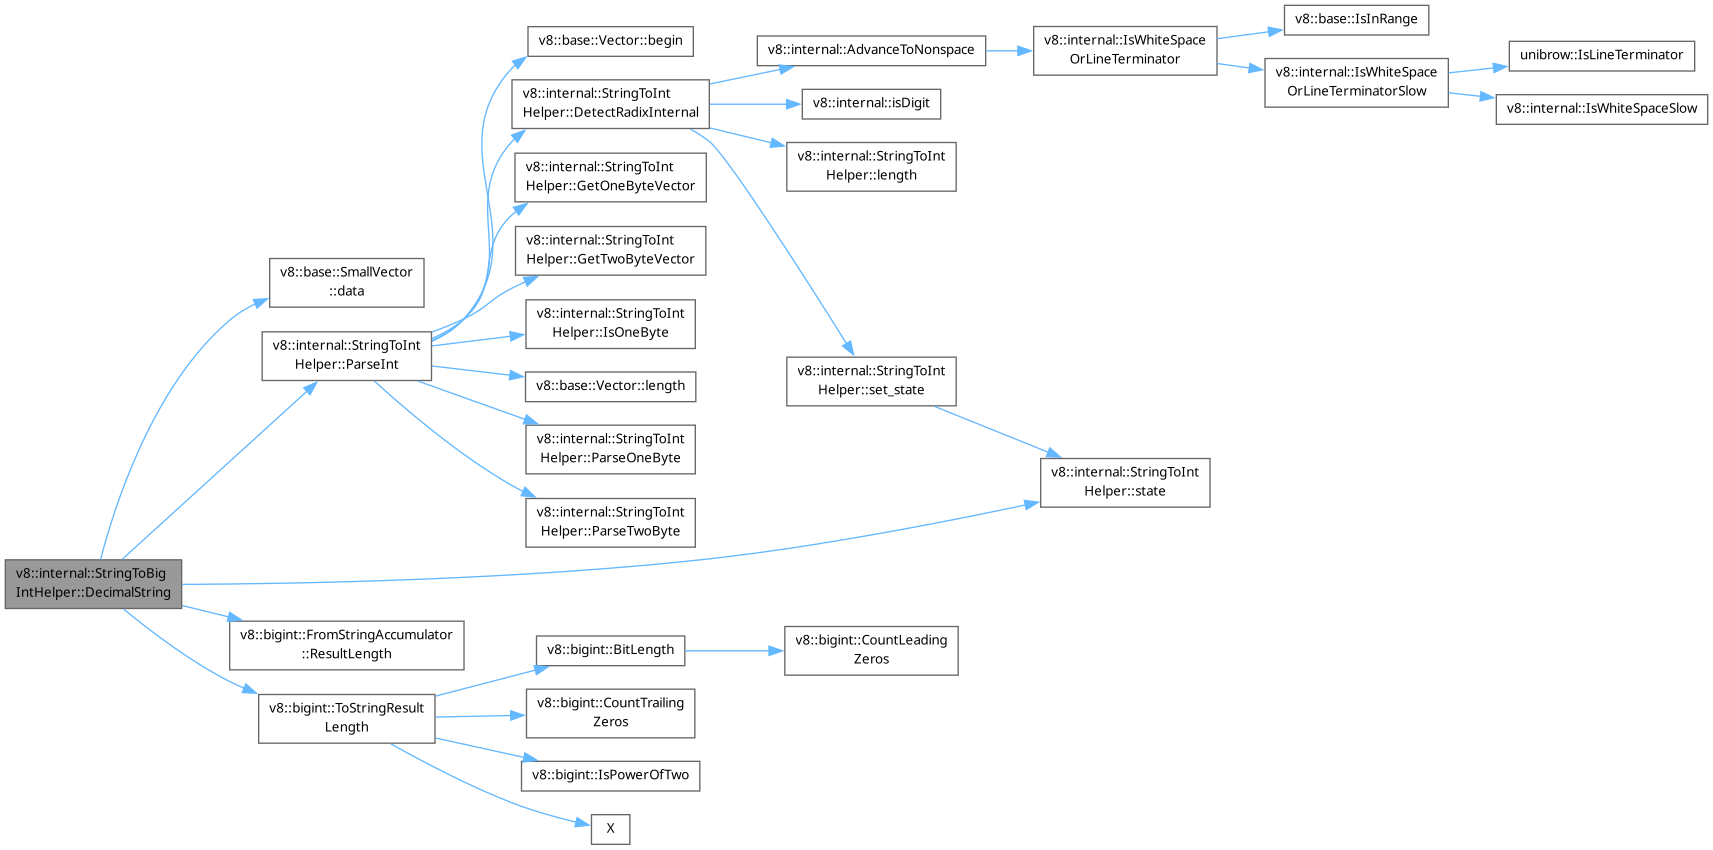 v8::internal::StringToBig
IntHelper::DecimalString
v8::base::SmallVector
::data
v8::internal::StringToInt
Helper::ParseInt
v8::base::Vector::begin
v8::internal::StringToInt
Helper::DetectRadixInternal
v8::internal::AdvanceToNonspace
v8::internal::IsWhiteSpace
OrLineTerminator
v8::base::IsInRange
v8::internal::IsWhiteSpace
OrLineTerminatorSlow
unibrow::IsLineTerminator
v8::internal::IsWhiteSpaceSlow
v8::internal::isDigit
v8::internal::StringToInt
Helper::length
v8::internal::StringToInt
Helper::set_state
v8::internal::StringToInt
Helper::state
v8::internal::StringToInt
Helper::GetOneByteVector
v8::internal::StringToInt
Helper::GetTwoByteVector
v8::internal::StringToInt
Helper::IsOneByte
v8::base::Vector::length
v8::internal::StringToInt
Helper::ParseOneByte
v8::internal::StringToInt
Helper::ParseTwoByte
v8::bigint::FromStringAccumulator
::ResultLength
v8::bigint::ToStringResult
Length
v8::bigint::BitLength
v8::bigint::CountLeading
Zeros
v8::bigint::CountTrailing
Zeros
v8::bigint::IsPowerOfTwo
X